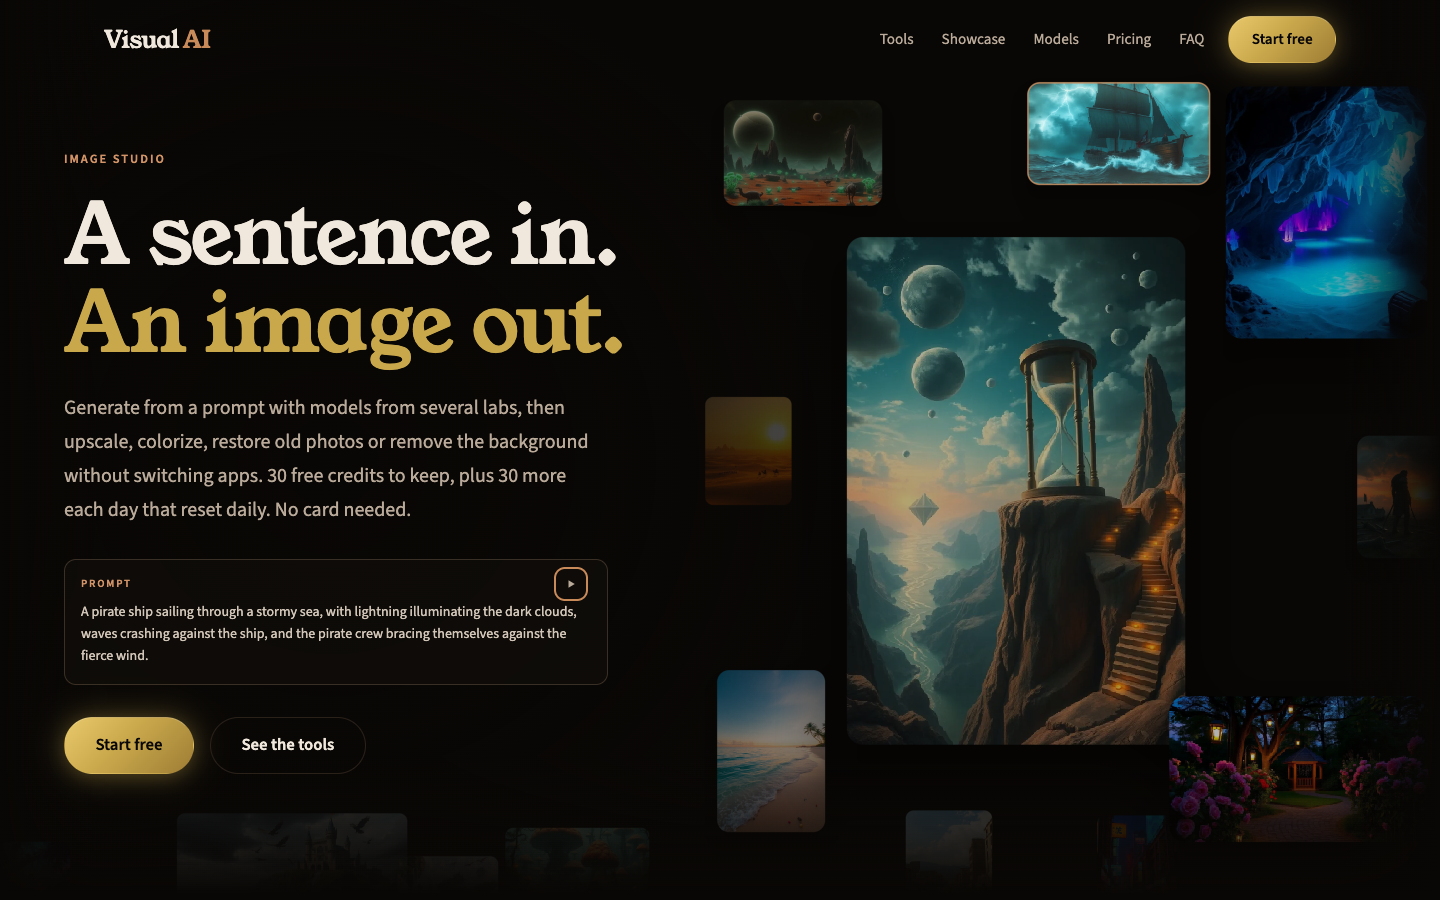 Visual AI
Tools
Showcase
Models
Pricing
FAQ
Start free
IMAGE STUDIO
A sentence in.
An image out.
Generate from a prompt with models from several labs, then
upscale, colorize, restore old photos or remove the background
without switching apps. 30 free credits to keep, plus 30 more
each day that reset daily. No card needed.
PROMPT
A pirate ship sailing through a stormy sea, with lightning illuminating the dark clouds,
waves crashing against the ship, and the pirate crew bracing themselves against the
fierce wind.
Start free
See the tools